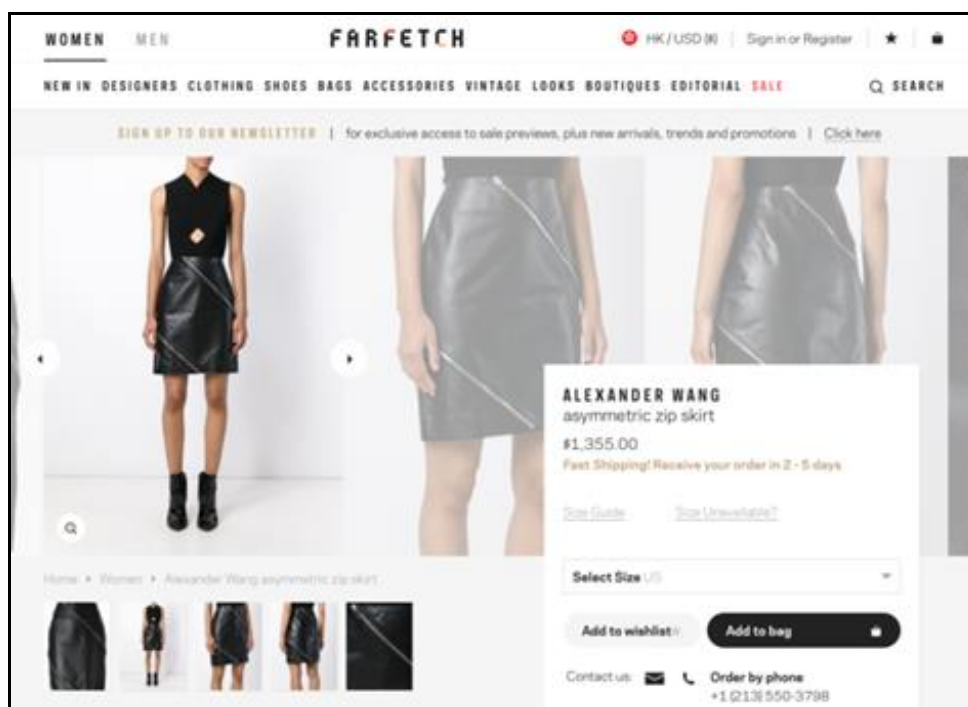 WOMEN MEN
FARFETCH
HK / USD ($) Sign in or Register
NEW IN DESIGNERS CLOTHING SHOES BAGS ACCESSORIES VINTAGE LOOKS BOUTIQUES EDITORIAL SALE
SEARCH
SIGN UP TO OUR NEWSLETTER | for exclusive access to sale previews, plus new arrivals, trends and promotions | Click here
ALEXANDER WANG
asymmetric zip skirt
$1,355.00
Fast Shipping! Receive your order in 2 - 5 days
Size Guide Size Unavailable?
Select Size US
Add to wishlist Add to bag
Home Women Alexander Wang asymmetric zip skirt
Contact us: Order by phone
+1 (213) 550-3798